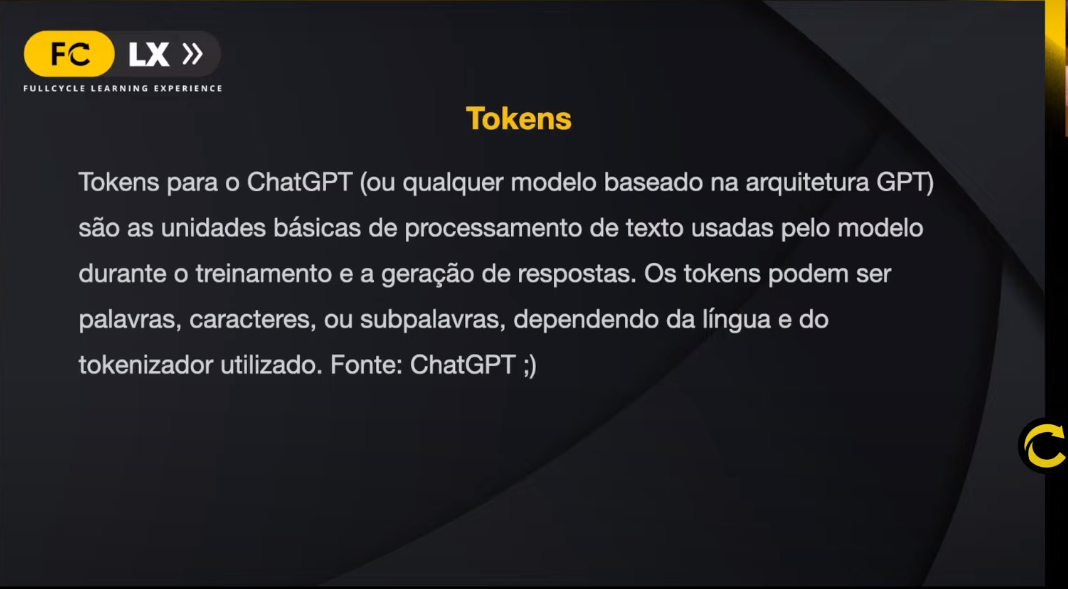 FC LX »
FULLCYCLE LEARNING EXPERIENCE
Tokens
Tokens para o ChatGPT (ou qualquer modelo baseado na arquitetura GPT)
são as unidades básicas de processamento de texto usadas pelo modelo
durante o treinamento e a geração de respostas. Os tokens podem ser
palavras, caracteres, ou subpalavras, dependendo da língua e do
tokenizador utilizado. Fonte: ChatGPT ;)